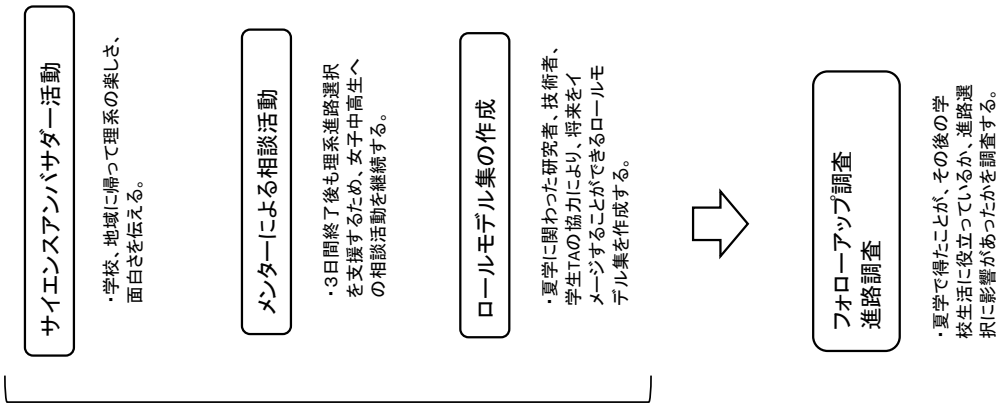 サイエンスアンバサダー活動
・学校、地域に帰って理系の楽しさ、
面白さを伝える。
メンターによる相談活動
・3日間終了後も理系進路選択
を支援するため、女子中高生へ
の相談活動を継続する。
ロールモデル集の作成
・夏学に関わった研究者、技術者、
学生TAの協力により、将来をイ
メージすることができるロールモ
デル集を作成する。
フォローアップ調査
進路調査
・夏学で得たことが、その後の学
校生活に役立っているか、進路選
択に影響があったかを調査する。